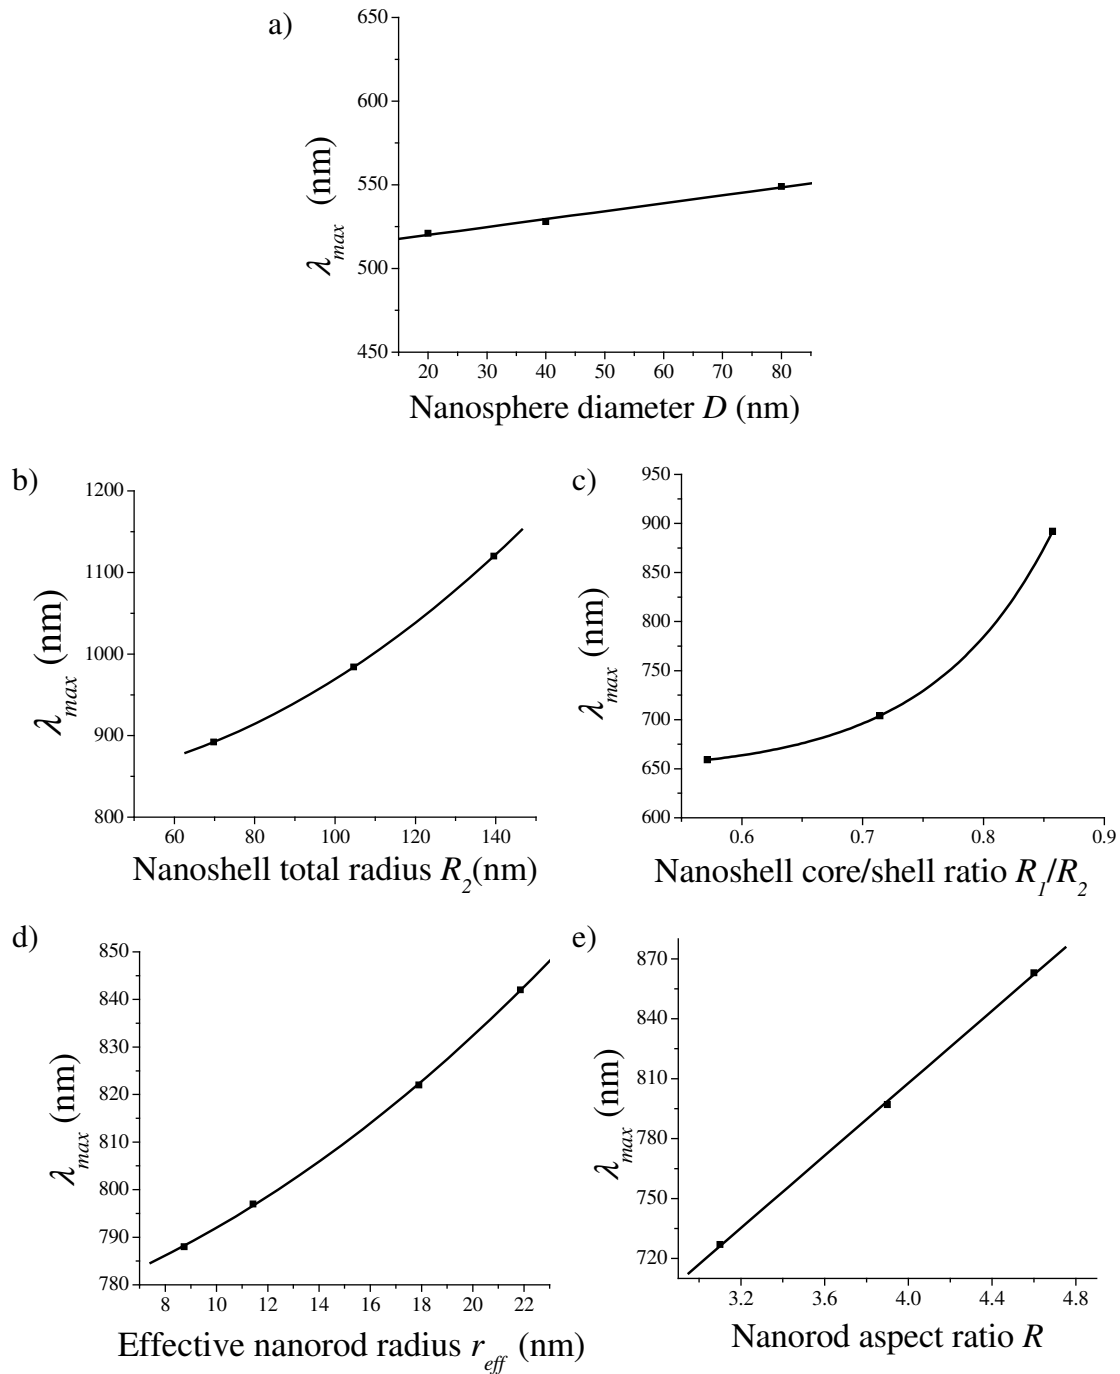 a)
650
600
550
500
450
λmax (nm)
20 30 40 50 60 70 80
Nanosphere diameter D (nm)
b)
1200
1100
1000
900
800
λmax (nm)
60 80 100 120 140
Nanoshell total radius R2(nm)
c)
950
900
850
800
750
700
650
600
λmax (nm)
0.6 0.7 0.8 0.9
Nanoshell core/shell ratio R1/R2
d)
850
840
830
820
810
800
790
780
λmax (nm)
8 10 12 14 16 18 20 22
Effective nanorod radius reff (nm)
e)
870
840
810
780
750
720
λmax (nm)
3.2 3.6 4.0 4.4 4.8
Nanorod aspect ratio R